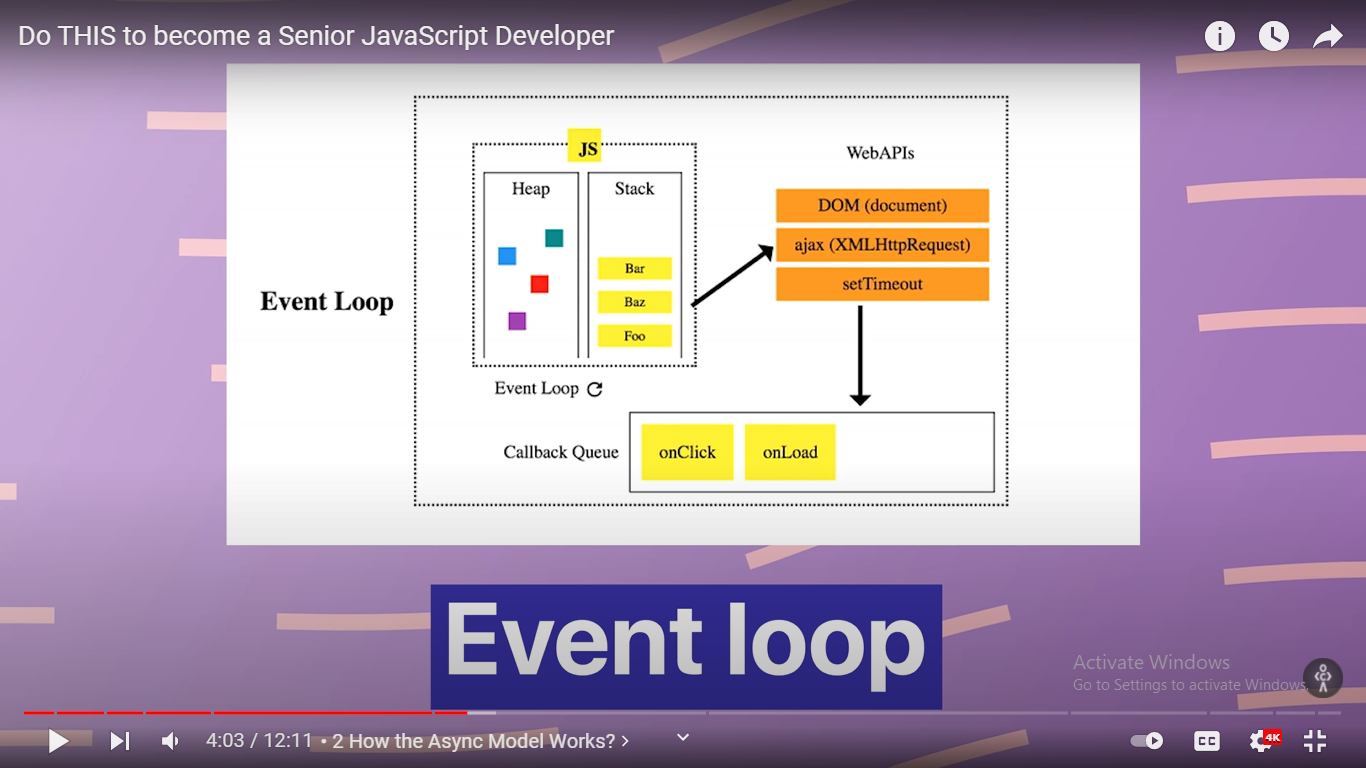 Do THIS to become a Senior JavaScript Developer
JS
WebAPIs
Heap
Stack
DOM (document)
ajax (XMLHttpRequest)
setTimeout
Bar
Baz
Foo
Event Loop
Event Loop
Callback Queue
onClick
onLoad
Event loop
Activate Windows
Go to Settings to activate Windows.
4:03 / 12:11 • 2 How the Async Model Works?
CC
4K